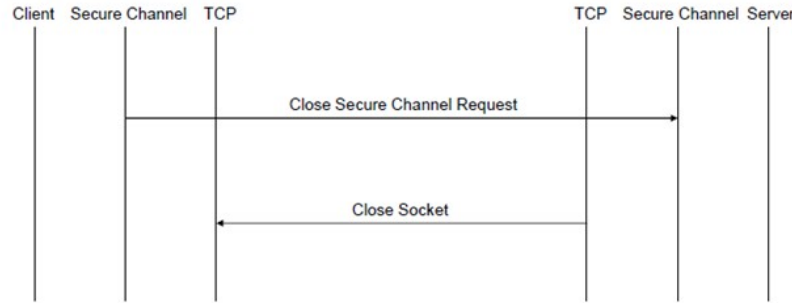 Client Secure Channel TCP TCP Secure Channel Server
Close Secure Channel Request
Close Socket